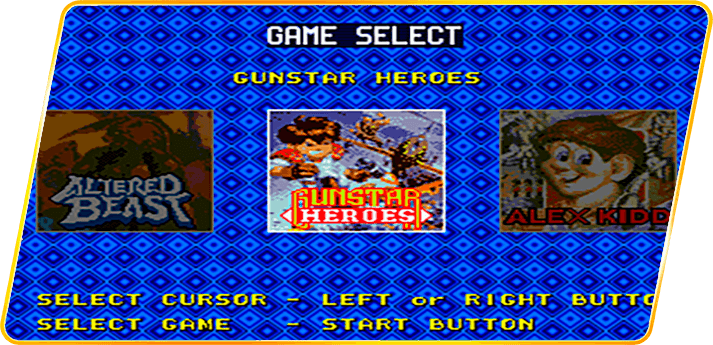 GAME SELECT
GUNSTAR HEROES
ALTERED
BEAST
GUNSTAR
HEROES
ALEX KIDD
SELECT CURSOR - LEFT or RIGHT BUTTO
SELECT GAME - START BUTTON